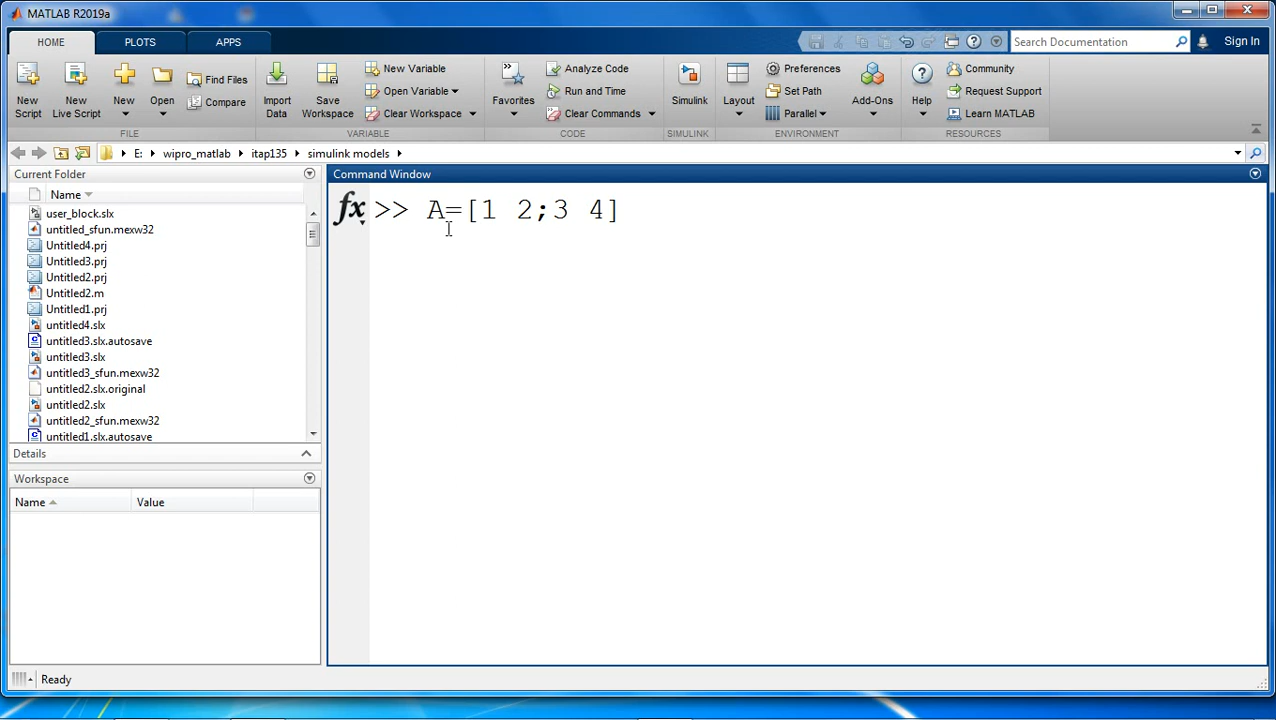 MATLAB R2019a
HOME PLOTS APPS
Search Documentation Sign In
New Script
New Live Script
New
Open
Find Files
Compare
FILE
Import Data
Save Workspace
New Variable
Open Variable
Clear Workspace
VARIABLE
Favorites
Analyze Code
Run and Time
Clear Commands
CODE
Simulink
SIMULINK
Layout
Preferences
Set Path
Parallel
Add-Ons
ENVIRONMENT
Help
Community
Request Support
Learn MATLAB
RESOURCES
E: wipro_matlab itap135 simulink models
Current Folder
Name
user_block.slx
untitled_sfun.mexw32
Untitled4.prj
Untitled3.prj
Untitled2.prj
Untitled2.m
Untitled1.prj
untitled4.slx
untitled3.slx.autosave
untitled3.slx
untitled3_sfun.mexw32
untitled2.slx.original
untitled2.slx
untitled2_sfun.mexw32
untitled1.slx.autosave
Details
Workspace
Name Value
Command Window
fx >> A=[1 2;3 4]
Ready